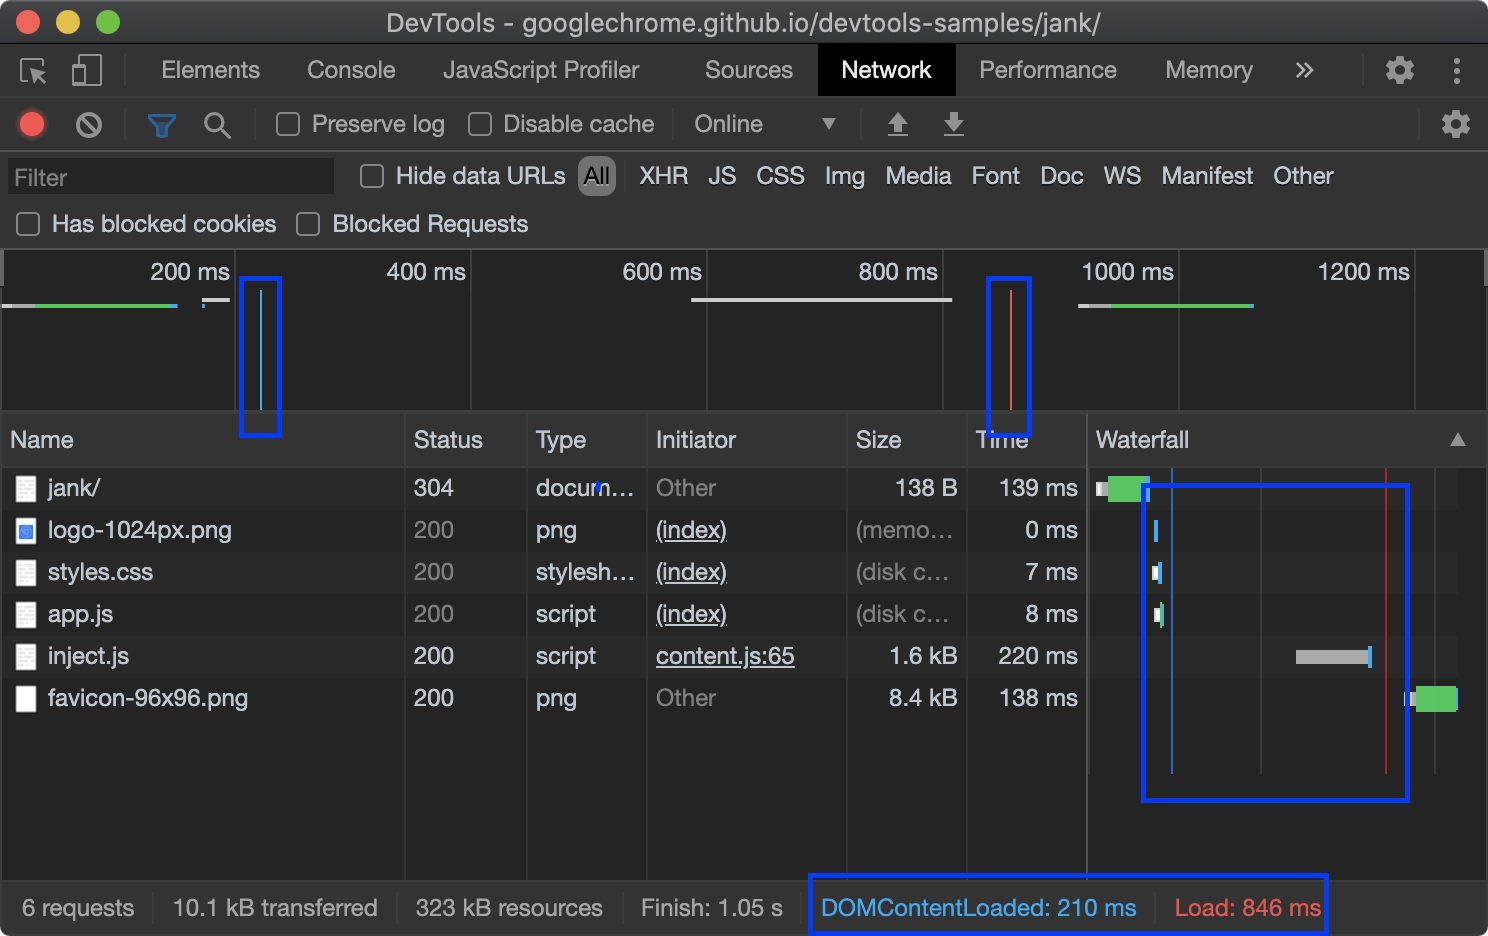 DevTools - googlechrome.github.io/devtools-samples/jank/
Elements Console JavaScript Profiler Sources Network Performance Memory »
Preserve log Disable cache Online
Filter Hide data URLs All XHR JS CSS Img Media Font Doc WS Manifest Other
Has blocked cookies Blocked Requests
200 ms 400 ms 600 ms 800 ms 1000 ms 1200 ms
Name Status Type Initiator Size Time Waterfall
jank/ 304 docum… Other 138 B 139 ms
logo-1024px.png 200 png (index) (memo… 0 ms
styles.css 200 stylesh… (index) (disk c… 7 ms
app.js 200 script (index) (disk c… 8 ms
inject.js 200 script content.js:65 1.6 kB 220 ms
favicon-96x96.png 200 png Other 8.4 kB 138 ms
6 requests 10.1 kB transferred 323 kB resources Finish: 1.05 s DOMContentLoaded: 210 ms Load: 846 ms